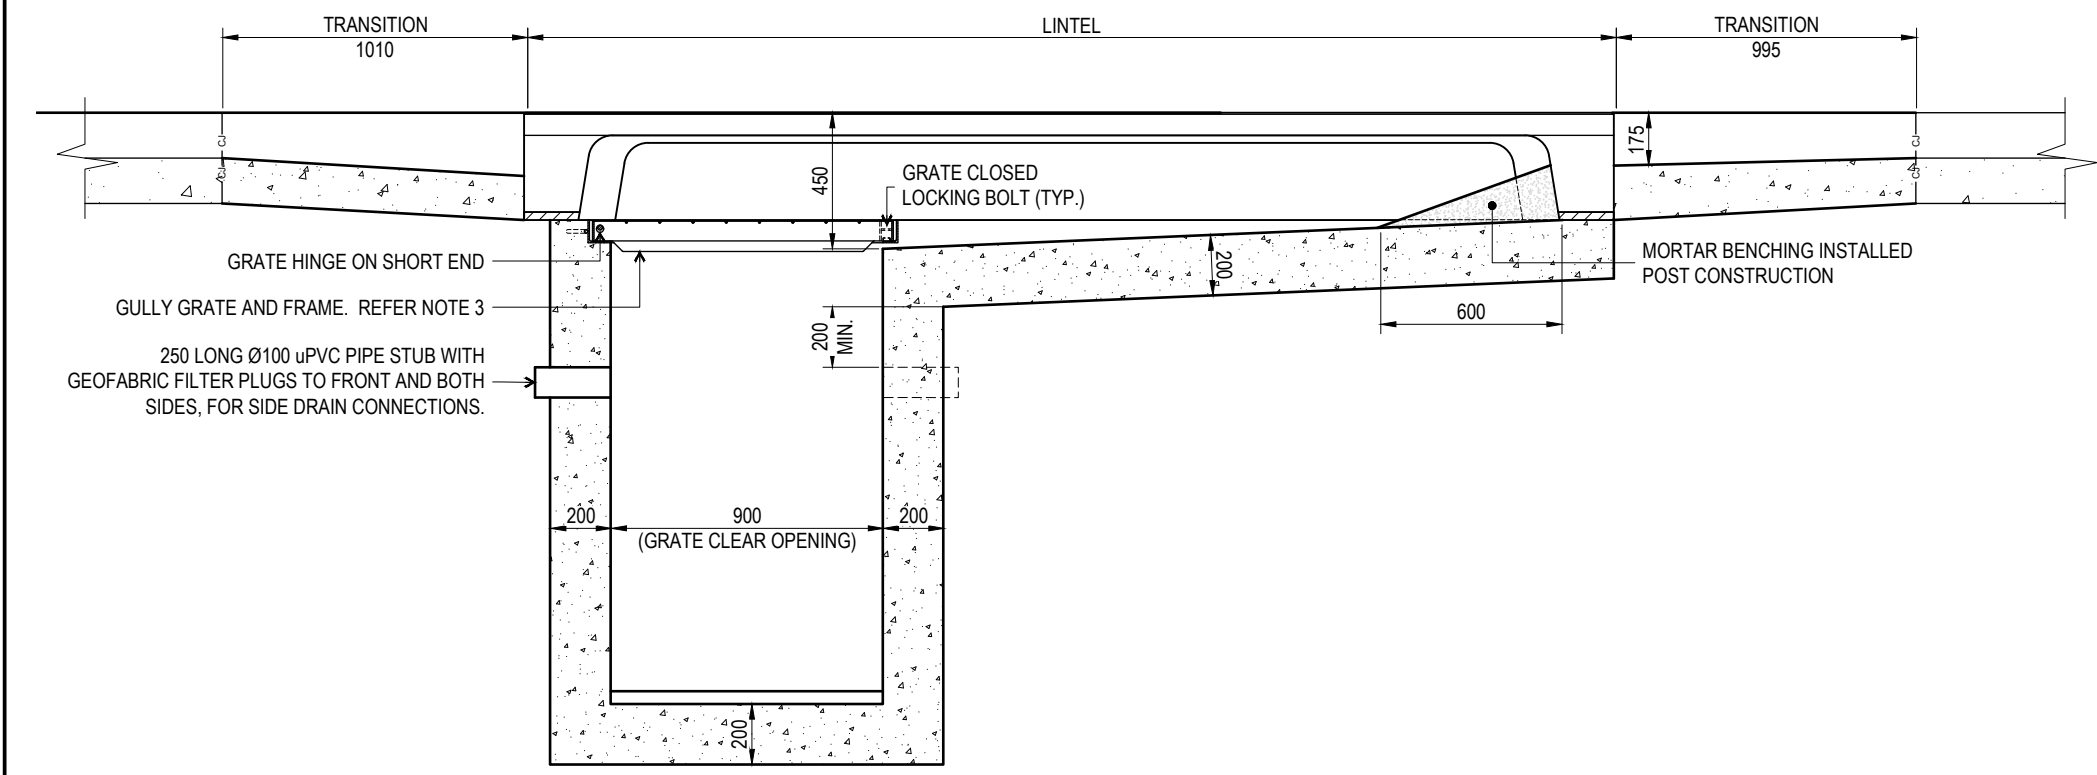 TRANSITION
1010
LINTEL
TRANSITION
995
CJ
CJ
CJ
CJ
450
175
GRATE CLOSED
LOCKING BOLT (TYP.)
GRATE HINGE ON SHORT END
GULLY GRATE AND FRAME. REFER NOTE 3
250 LONG Ø100 uPVC PIPE STUB WITH
GEOFABRIC FILTER PLUGS TO FRONT AND BOTH
SIDES, FOR SIDE DRAIN CONNECTIONS.
200
MORTAR BENCHING INSTALLED
POST CONSTRUCTION
600
200
MIN.
200
900
(GRATE CLEAR OPENING)
200
200